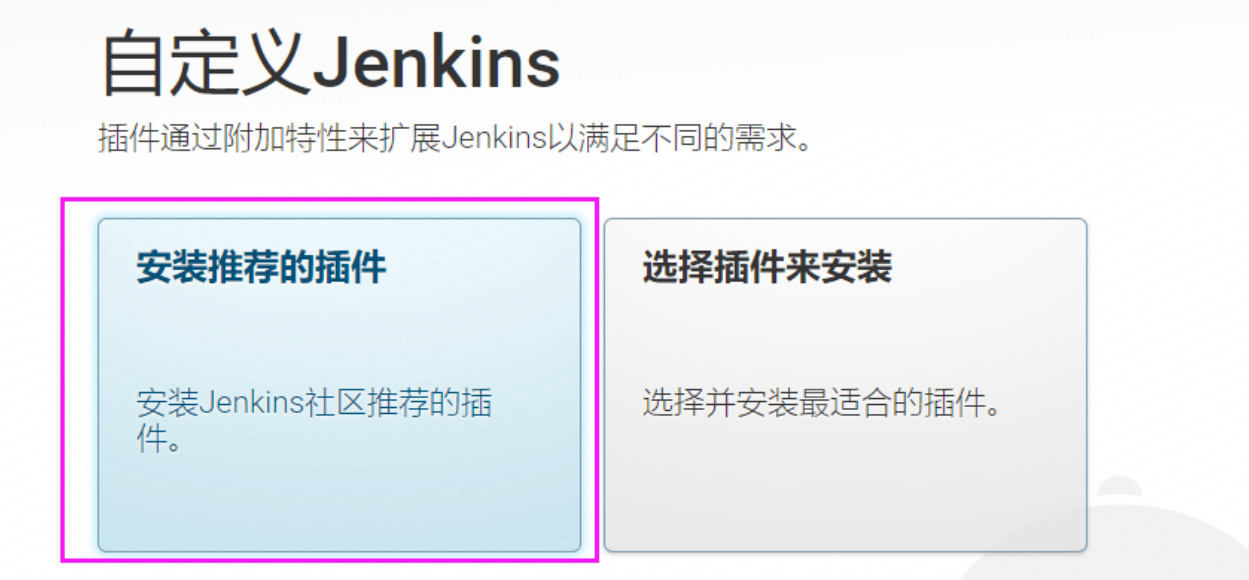 自定义Jenkins
插件通过附加特性来扩展Jenkins以满足不同的需求。
安装推荐的插件
安装Jenkins社区推荐的插
件。
选择插件来安装
选择并安装最适合的插件。